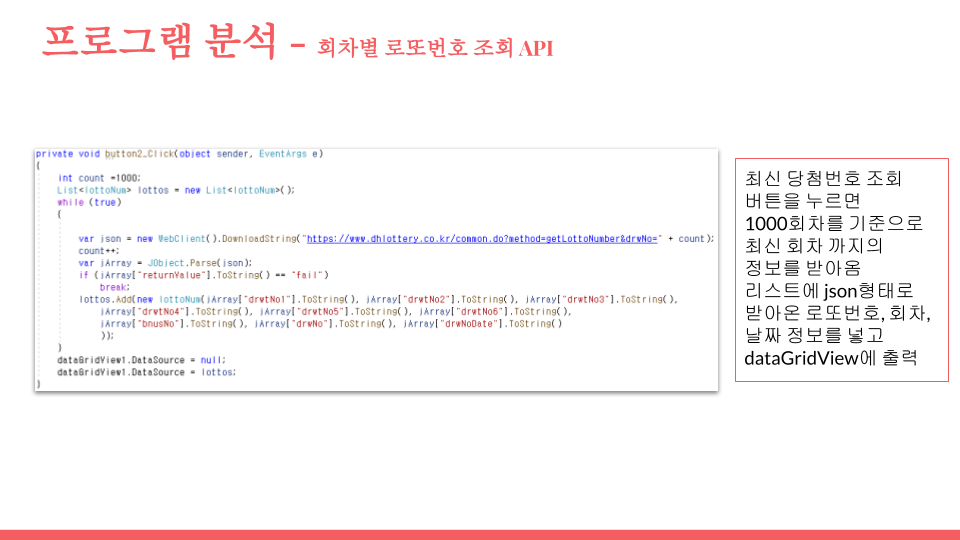 프로그램 분석 - 회차별 로또번호 조회 API
private void button2_Click(object sender, EventArgs e)
{
int count =1000;
List<lottoNum> lottos = new List<lottoNum>();
while (true)
{
var json = new WebClient().DownloadString("https://www.dhlottery.co.kr/common.do?method=getLottoNumber&drwNo=" + count);
count++;
var jArray = JObject.Parse(json);
if (jArray["returnValue"].ToString() == "fail")
break;
lottos.Add(new lottoNum(jArray["drwtNo1"].ToString(), jArray["drwtNo2"].ToString(), jArray["drwtNo3"].ToString(),
jArray["drwtNo4"].ToString(), jArray["drwtNo5"].ToString(), jArray["drwtNo6"].ToString(),
jArray["bnusNo"].ToString(), jArray["drwNo"].ToString(), jArray["drwNoDate"].ToString()
));
}
dataGridView1.DataSource = null;
dataGridView1.DataSource = lottos;
}
최신 당첨번호 조회
버튼을 누르면
1000회차를 기준으로
최신 회차 까지의
정보를 받아옴
리스트에 json형태로
받아온 로또번호, 회차,
날짜 정보를 넣고
dataGridView에 출력